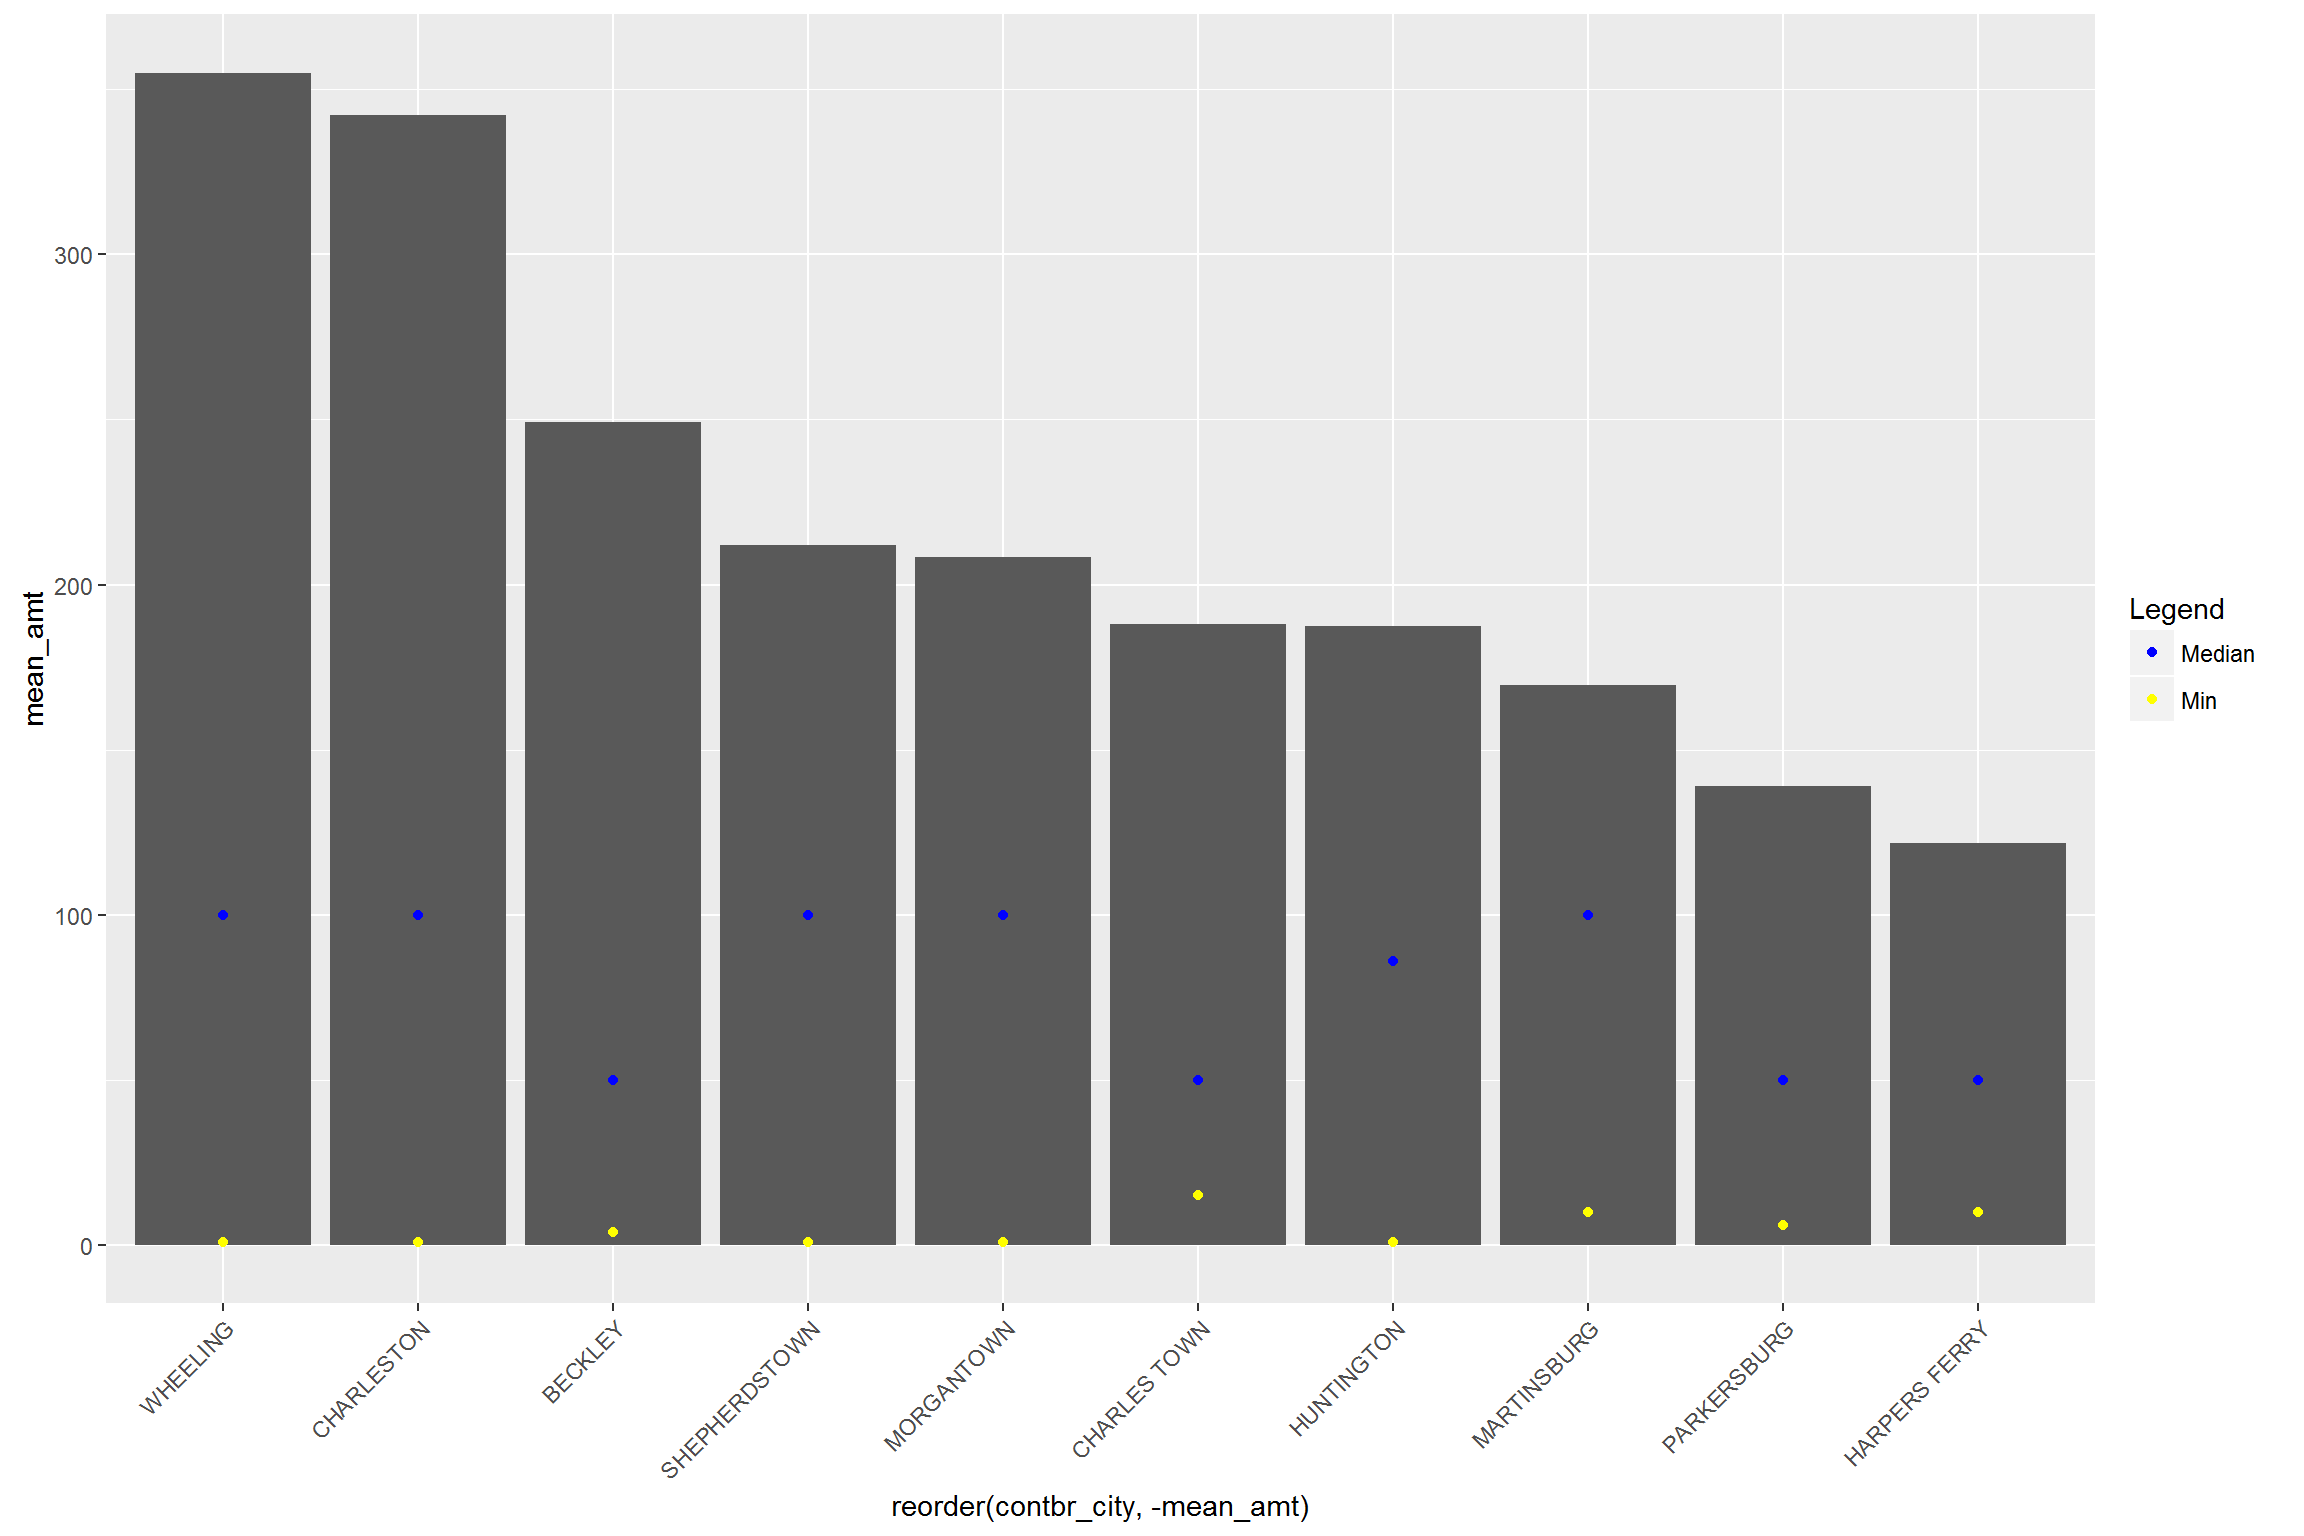 mean_amt
300
200
100
0
WHEELING
CHARLESTON
BECKLEY
SHEPHERDSTOWN
MORGANTOWN
CHARLES TOWN
HUNTINGTON
MARTINSBURG
PARKERSBURG
HARPERS FERRY
reorder(contbr_city, -mean_amt)
Legend
Median
Min